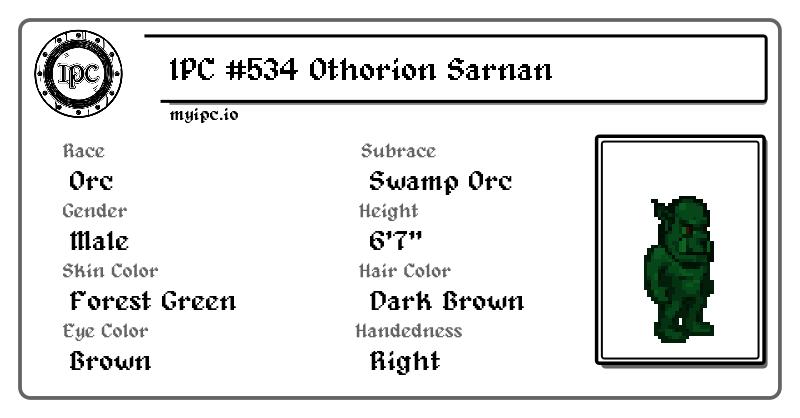 1PC
1PC #534 Othorion Sarnan
myipc.io
Race
Orc
Subrace
Swamp Orc
Gender
Male
Height
6'7"
Skin Color
Forest Green
Hair Color
Dark Brown
Eye Color
Brown
Handedness
Right